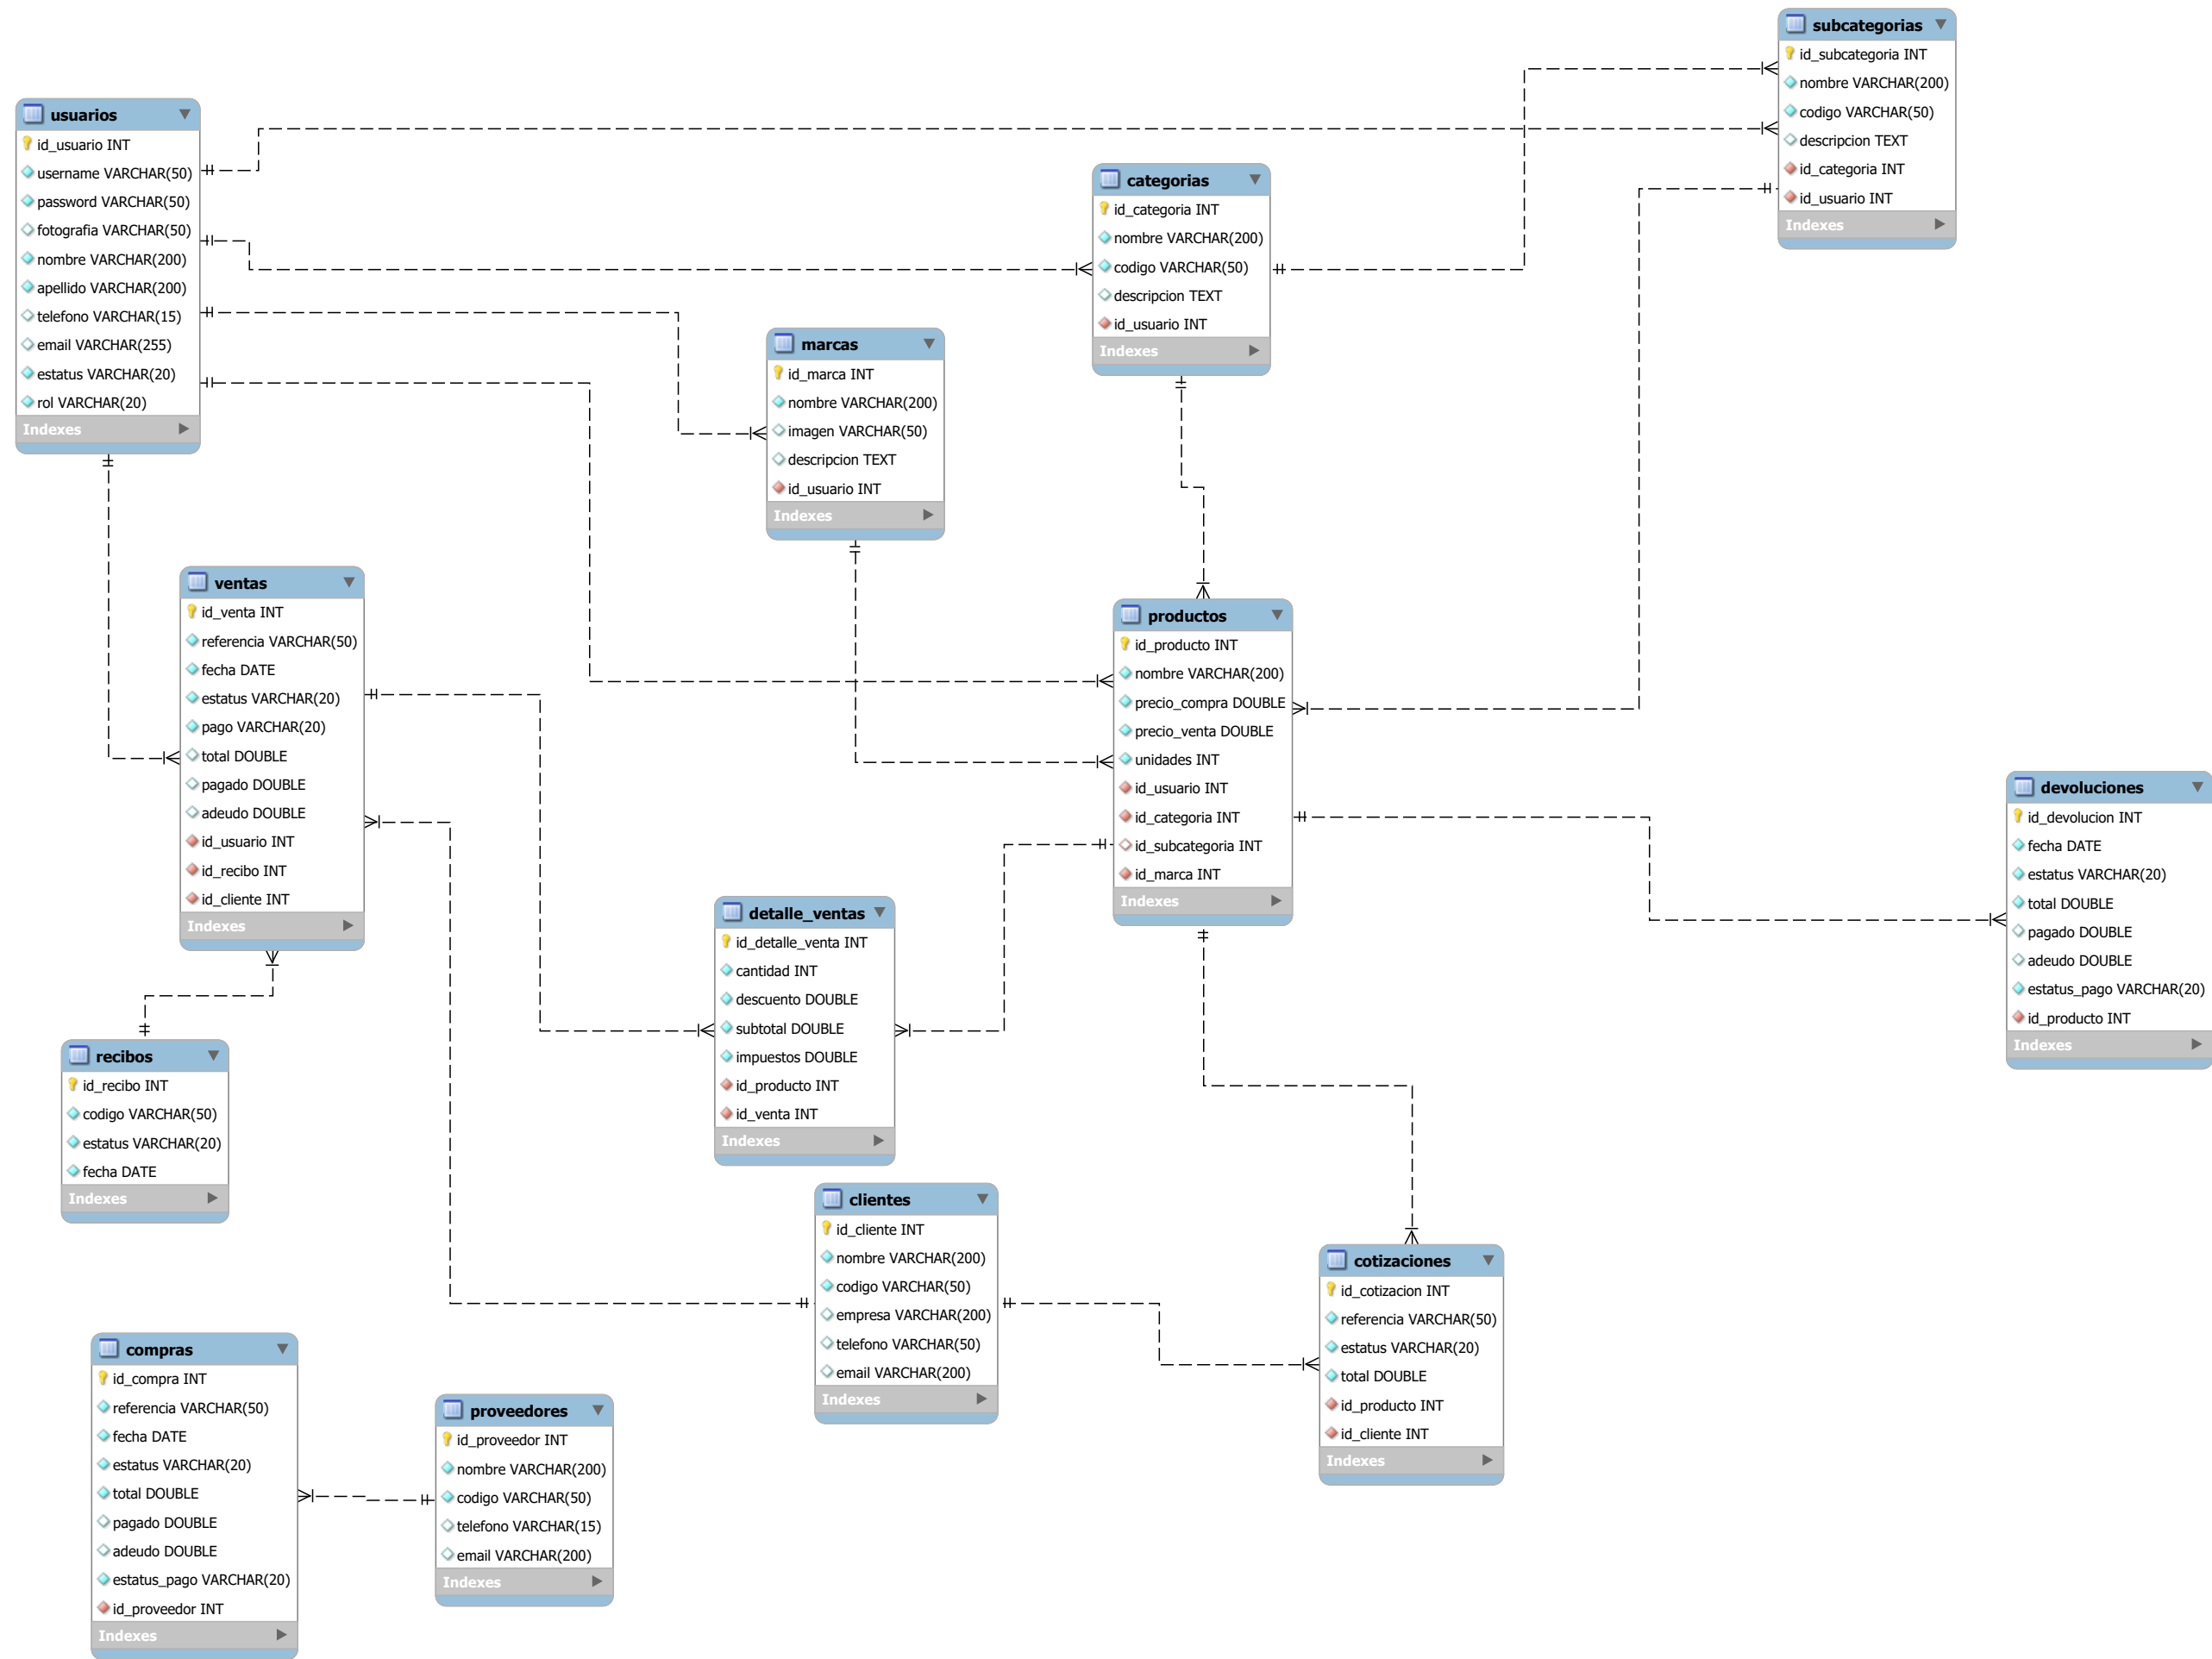 subcategorias
id_subcategoria INT
nombre VARCHAR(200)
codigo VARCHAR(50)
descripcion TEXT
id_categoria INT
id_usuario INT
Indexes
usuarios
id_usuario INT
username VARCHAR(50)
password VARCHAR(50)
fotografia VARCHAR(50)
nombre VARCHAR(200)
apellido VARCHAR(200)
telefono VARCHAR(15)
email VARCHAR(255)
estatus VARCHAR(20)
rol VARCHAR(20)
Indexes
categorias
id_categoria INT
nombre VARCHAR(200)
codigo VARCHAR(50)
descripcion TEXT
id_usuario INT
Indexes
marcas
id_marca INT
nombre VARCHAR(200)
imagen VARCHAR(50)
descripcion TEXT
id_usuario INT
Indexes
ventas
id_venta INT
referencia VARCHAR(50)
fecha DATE
estatus VARCHAR(20)
pago VARCHAR(20)
total DOUBLE
pagado DOUBLE
adeudo DOUBLE
id_usuario INT
id_recibo INT
id_cliente INT
Indexes
productos
id_producto INT
nombre VARCHAR(200)
precio_compra DOUBLE
precio_venta DOUBLE
unidades INT
id_usuario INT
id_categoria INT
id_subcategoria INT
id_marca INT
Indexes
devoluciones
id_devolucion INT
fecha DATE
estatus VARCHAR(20)
total DOUBLE
pagado DOUBLE
adeudo DOUBLE
estatus_pago VARCHAR(20)
id_producto INT
Indexes
detalle_ventas
id_detalle_venta INT
cantidad INT
descuento DOUBLE
subtotal DOUBLE
impuestos DOUBLE
id_producto INT
id_venta INT
Indexes
recibos
id_recibo INT
codigo VARCHAR(50)
estatus VARCHAR(20)
fecha DATE
Indexes
clientes
id_cliente INT
nombre VARCHAR(200)
codigo VARCHAR(50)
empresa VARCHAR(200)
telefono VARCHAR(50)
email VARCHAR(200)
Indexes
cotizaciones
id_cotizacion INT
referencia VARCHAR(50)
estatus VARCHAR(20)
total DOUBLE
id_producto INT
id_cliente INT
Indexes
compras
id_compra INT
referencia VARCHAR(50)
fecha DATE
estatus VARCHAR(20)
total DOUBLE
pagado DOUBLE
adeudo DOUBLE
estatus_pago VARCHAR(20)
id_proveedor INT
Indexes
proveedores
id_proveedor INT
nombre VARCHAR(200)
codigo VARCHAR(50)
telefono VARCHAR(15)
email VARCHAR(200)
Indexes